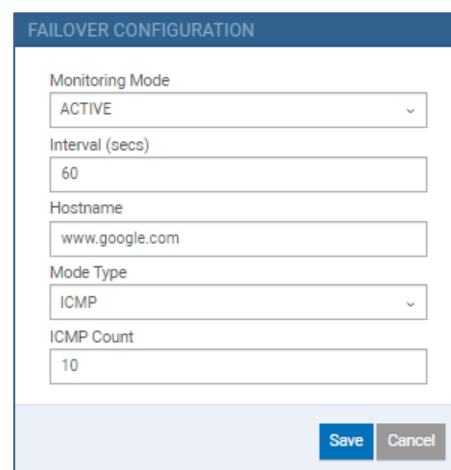 FAILOVER CONFIGURATION
Monitoring Mode
ACTIVE
Interval (secs)
60
Hostname
www.google.com
Mode Type
ICMP
ICMP Count
10
Save Cancel